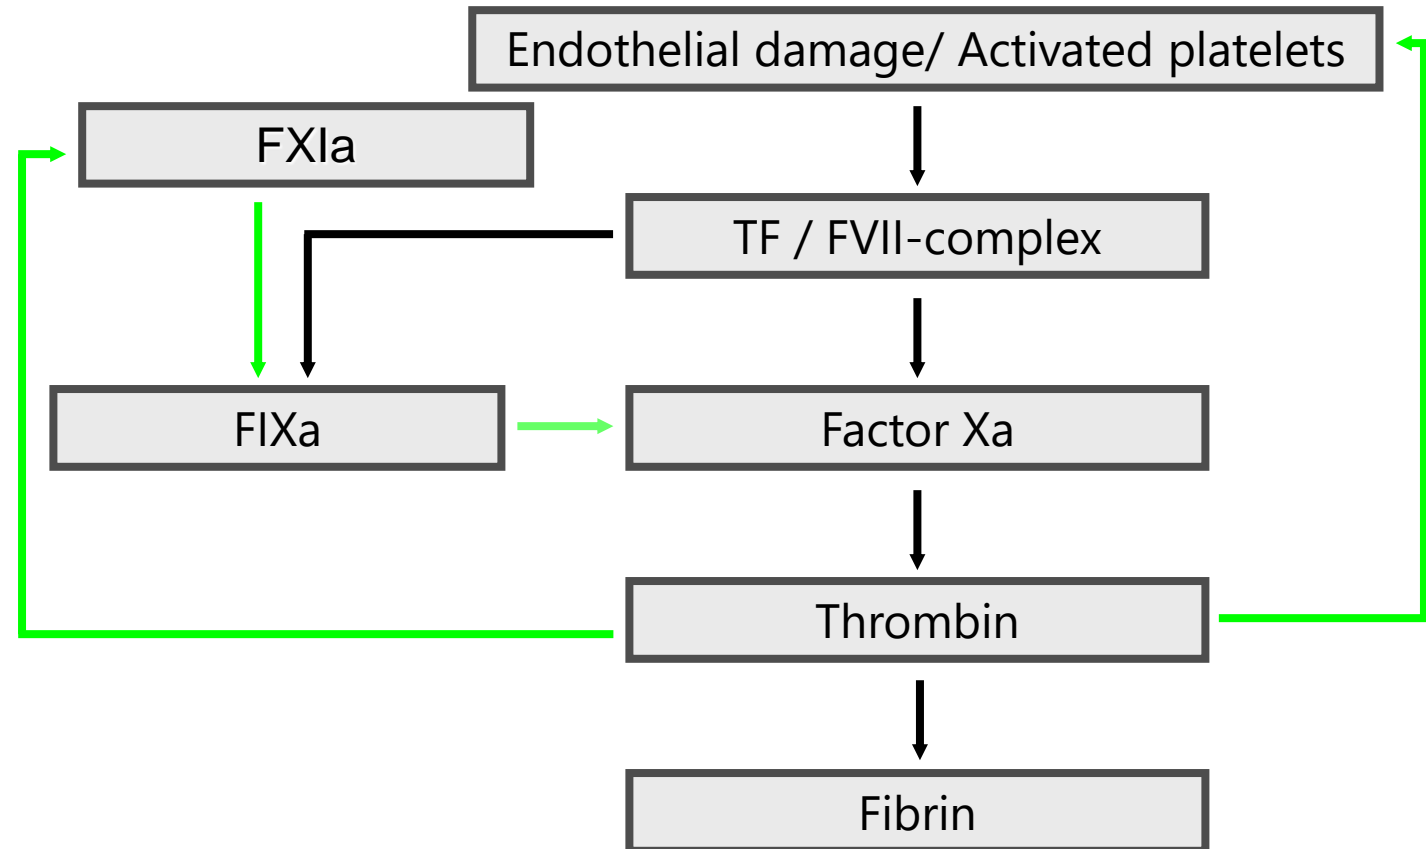 Endothelial damage/ Activated platelets
FXIa
TF / FVII-complex
FIXa
Factor Xa
Thrombin
Fibrin